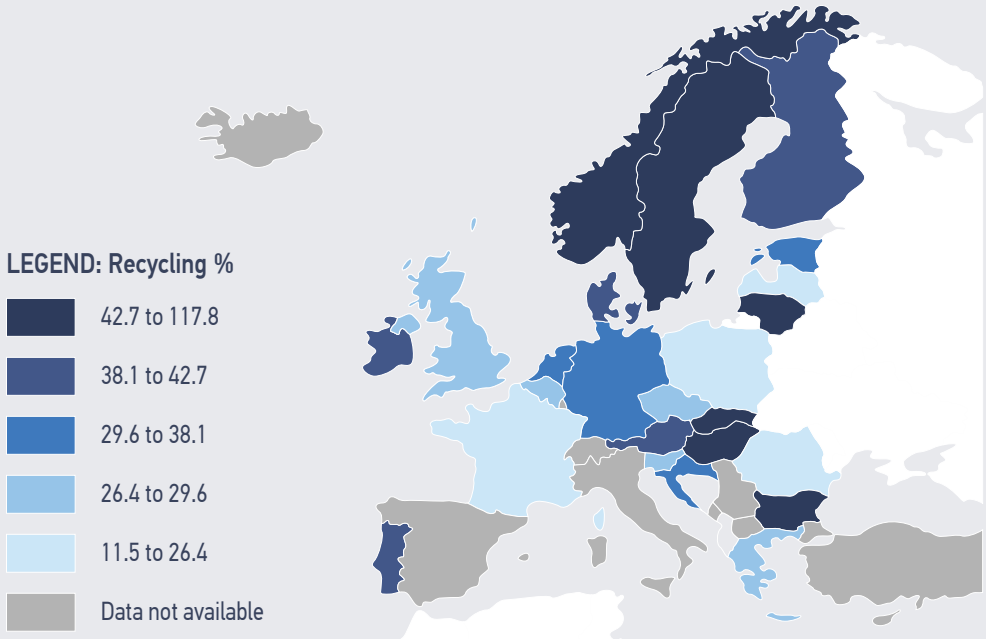 LEGEND: Recycling %
42.7 to 117.8
38.1 to 42.7
29.6 to 38.1
26.4 to 29.6
11.5 to 26.4
Data not available